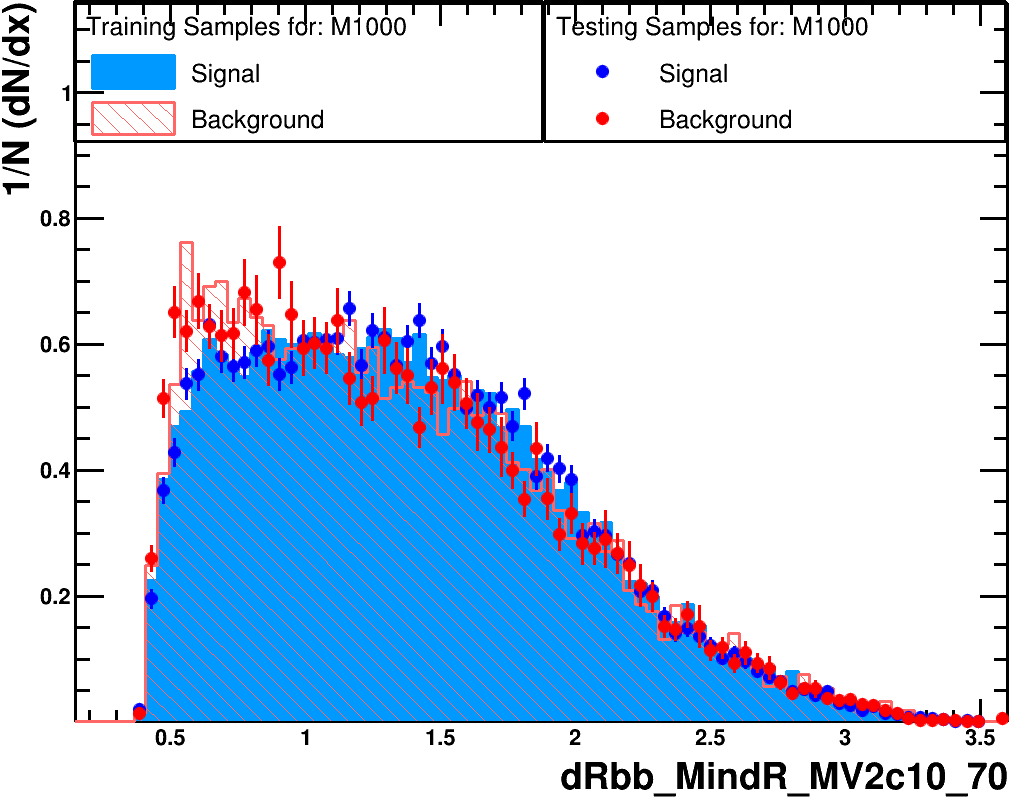 1/N (dN/dx)
Training Samples for: M1000
Signal
Background
Testing Samples for: M1000
Signal
Background
1
0.8
0.6
0.4
0.2
0.5 1 1.5 2 2.5 3 3.5
dRbb_MindR_MV2c10_70